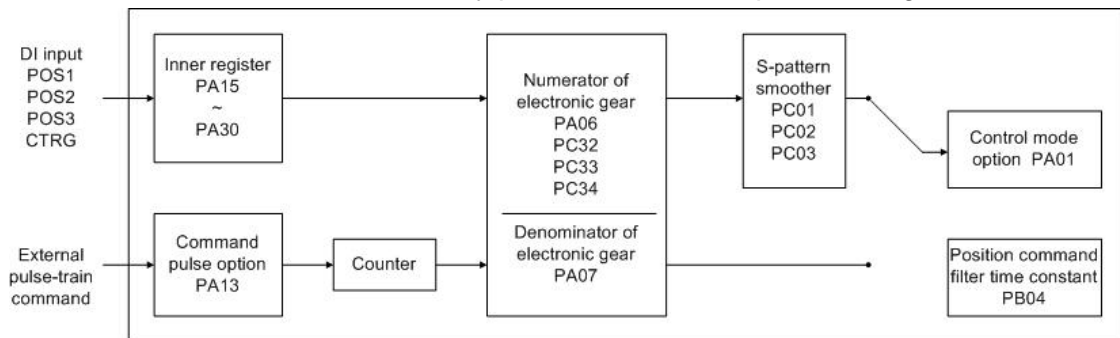 DI input
POS1
POS2
POS3
CTRG
Inner register
PA15
~
PA30
Numerator of
electronic gear
PA06
PC32
PC33
PC34
S-pattern
smoother
PC01
PC02
PC03
Control mode
option PA01
External
pulse-train
command
Command
pulse option
PA13
Counter
Denominator of
electronic gear
PA07
Position command
filter time constant
PB04